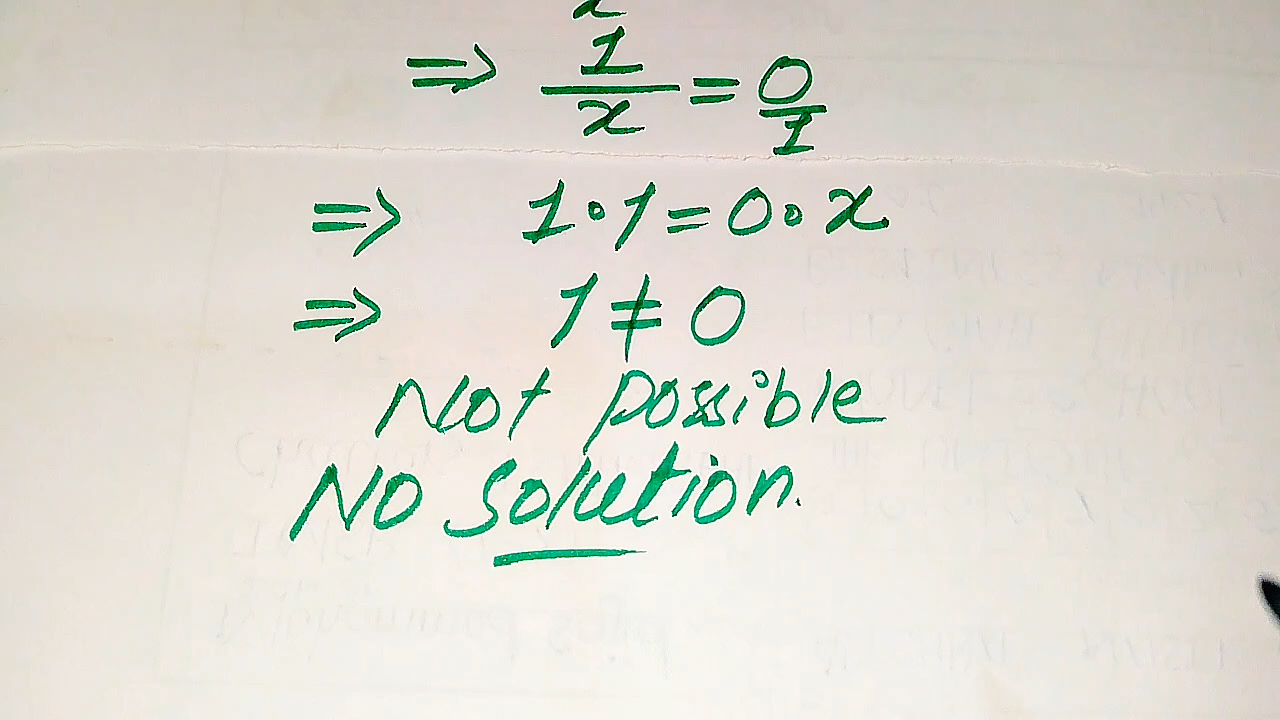 x
⇒ 1/x = 0/1
⇒ 1∘1=0∘x
⇒ 1≠0
Not possible
NO solution.